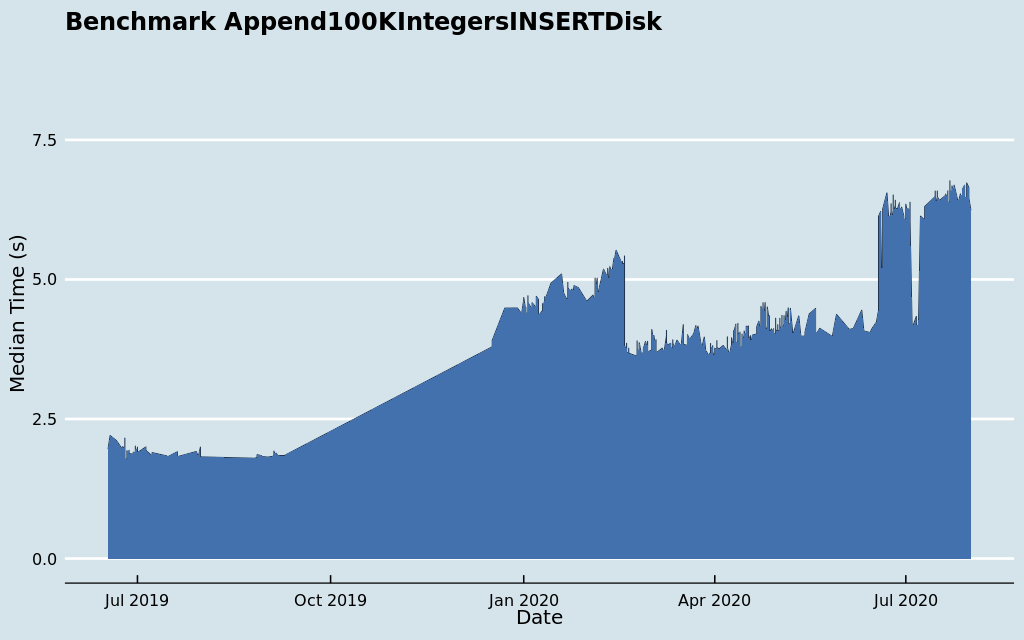 Benchmark Append100KIntegersINSERTDisk
7.5
5.0
2.5
0.0
Median Time (s)
Jul 2019 Oct 2019 Jan 2020 Apr 2020 Jul 2020
Date